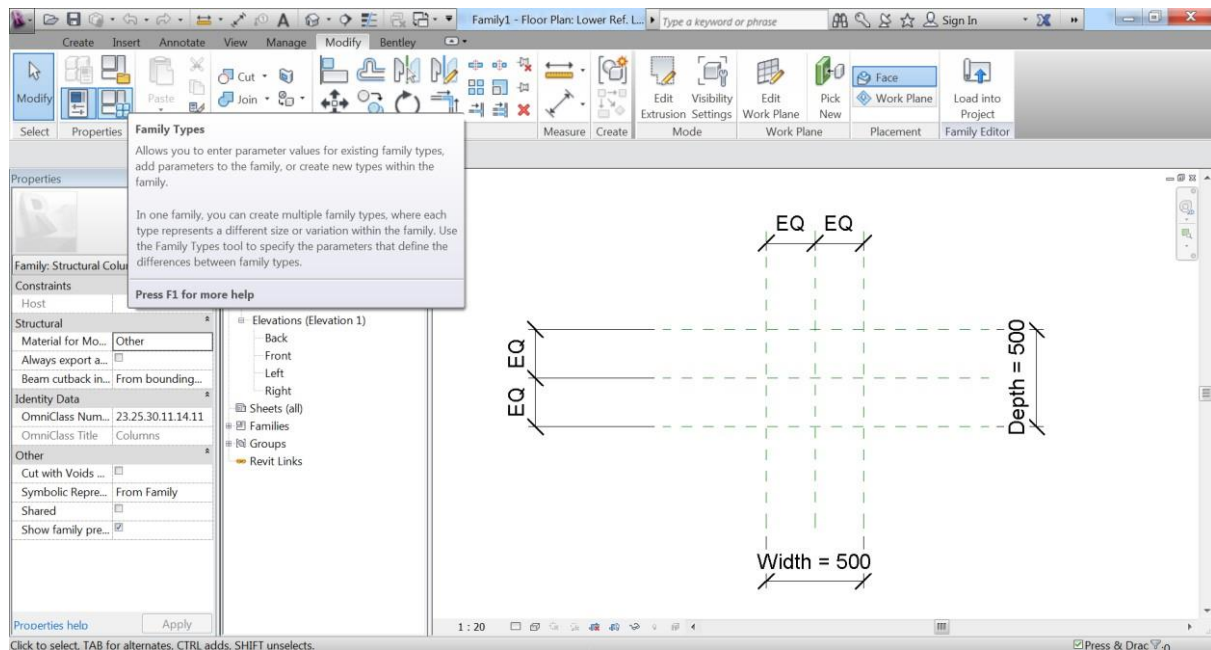 Family1 - Floor Plan: Lower Ref. L...
Type a keyword or phrase
Sign In
Create Insert Annotate View Manage Modify Bentley
Modify
Paste
Cut
Join
Edit Extrusion
Visibility Settings
Edit Work Plane
Pick New
Face
Work Plane
Load into Project
Select Properties Measure Create Mode Work Plane Placement Family Editor
Family Types
Allows you to enter parameter values for existing family types,
add parameters to the family, or create new types within the
family.
In one family, you can create multiple family types, where each
type represents a different size or variation within the family. Use
the Family Types tool to specify the parameters that define the
differences between family types.
Press F1 for more help
Properties
Family: Structural Colu
Constraints
Host
Structural
Material for Mo... Other
Always export a...
Beam cutback in... From bounding...
Identity Data
OmniClass Num... 23.25.30.11.14.11
OmniClass Title Columns
Other
Cut with Voids ...
Symbolic Repre... From Family
Shared
Show family pre...
Properties help
Apply
Elevations (Elevation 1)
Back
Front
Left
Right
Sheets (all)
Families
Groups
Revit Links
EQ EQ
EQ
EQ
Depth = 500
Width = 500
1 : 20
Click to select, TAB for alternates, CTRL adds, SHIFT unselects.
Press & Drac
:0